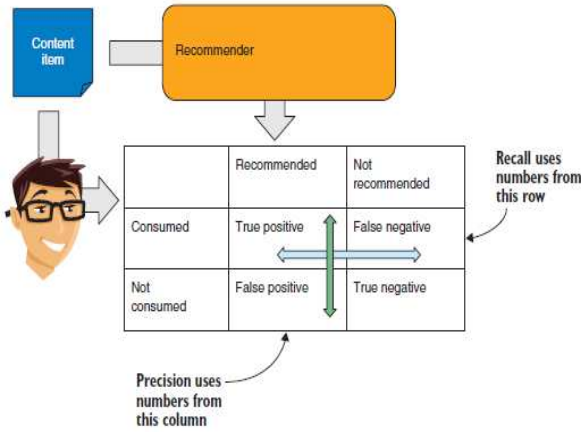 Content
item
Recommender
Recommended
Not
recommended
Recall uses
numbers from
this row
Consumed
True positive
False negative
Not
consumed
False positive
True negative
Precision uses
numbers from
this column